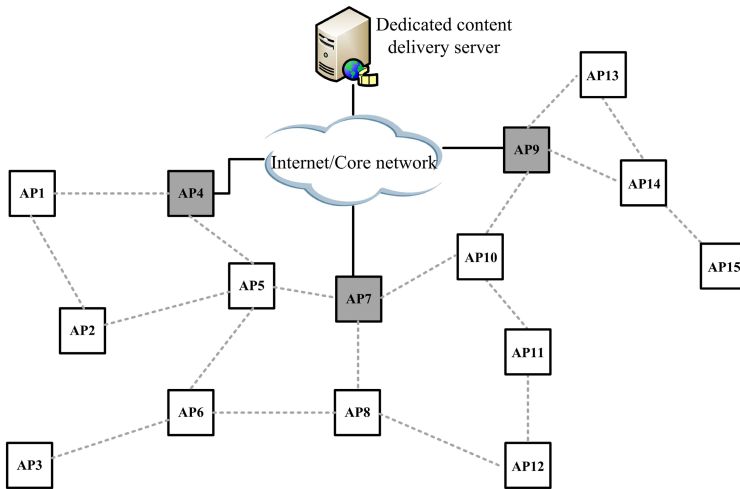 Dedicated content
delivery server
AP13
Internet/Core network
AP9
AP1
AP4
AP14
AP10
AP15
AP5
AP7
AP2
AP11
AP6
AP8
AP3
AP12